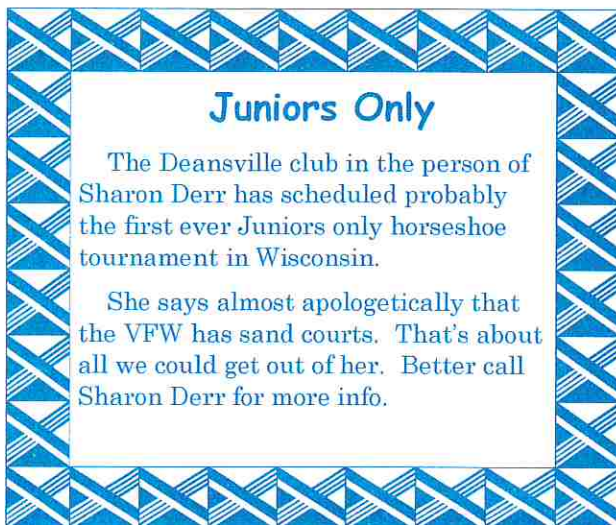 Juniors Only
The Deansville club in the person of
Sharon Derr has scheduled probably
the first ever Juniors only horseshoe
tournament in Wisconsin.
She says almost apologetically that
the VFW has sand courts.  That's about
all we could get out of her.  Better call
Sharon Derr for more info.